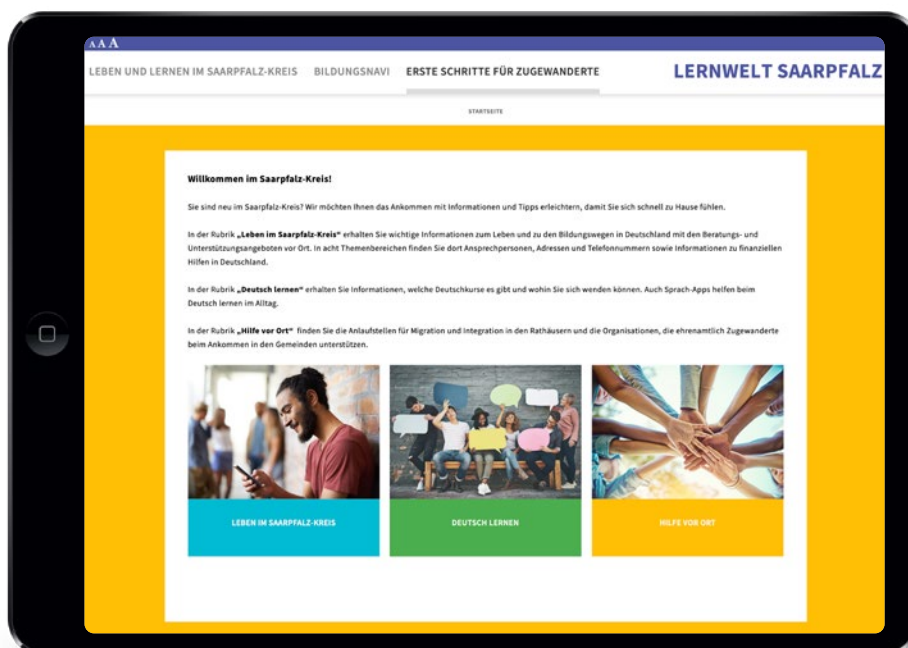 AAA
LEBEN UND LERNEN IM SAARPFALZ-KREIS BILDUNGSNAVI ERSTE SCHRITTE FÜR ZUGEWANDERTE LERNWELT SAARPFALZ
STARTSEITE
Willkommen im Saarpfalz-Kreis!
Sie sind neu im Saarpfalz-Kreis? Wir möchten Ihnen das Ankommen mit Informationen und Tipps erleichtern, damit Sie sich schnell zu Hause fühlen.
In der Rubrik „Leben im Saarpfalz-Kreis“ erhalten Sie wichtige Informationen zum Leben und zu den Bildungswegen in Deutschland mit den Beratungs- und
Unterstützungsangeboten vor Ort. In acht Themenbereichen finden Sie dort Ansprechpersonen, Adressen und Telefonnummern sowie Informationen zu finanziellen
Hilfen in Deutschland.
In der Rubrik „Deutsch lernen“ erhalten Sie Informationen, welche Deutschkurse es gibt und wohin Sie sich wenden können. Auch Sprach-Apps helfen beim
Deutsch lernen im Alltag.
In der Rubrik „Hilfe vor Ort“ finden Sie die Anlaufstellen für Migration und Integration in den Rathäusern und die Organisationen, die ehrenamtlich Zugewanderte
beim Ankommen in den Gemeinden unterstützen.
LEBEN IM SAARPFALZ-KREIS DEUTSCH LERNEN HILFE VOR ORT